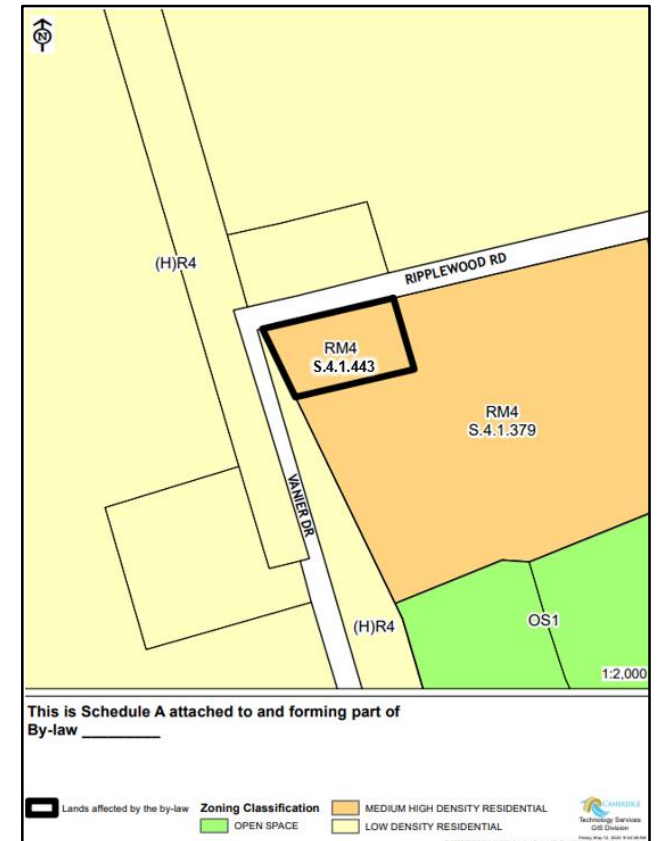 N
(H)R4
RIPPLEWOOD RD
RM4
S.4.1.443
RM4
S.4.1.379
VANIER DR
(H)R4
OS1
1:2,000
This is Schedule A attached to and forming part of
By-law _________
Lands affected by the by-law
Zoning Classification
OPEN SPACE
MEDIUM HIGH DENSITY RESIDENTIAL
LOW DENSITY RESIDENTIAL
CAMBRIDGE
Technology Services
GIS Division